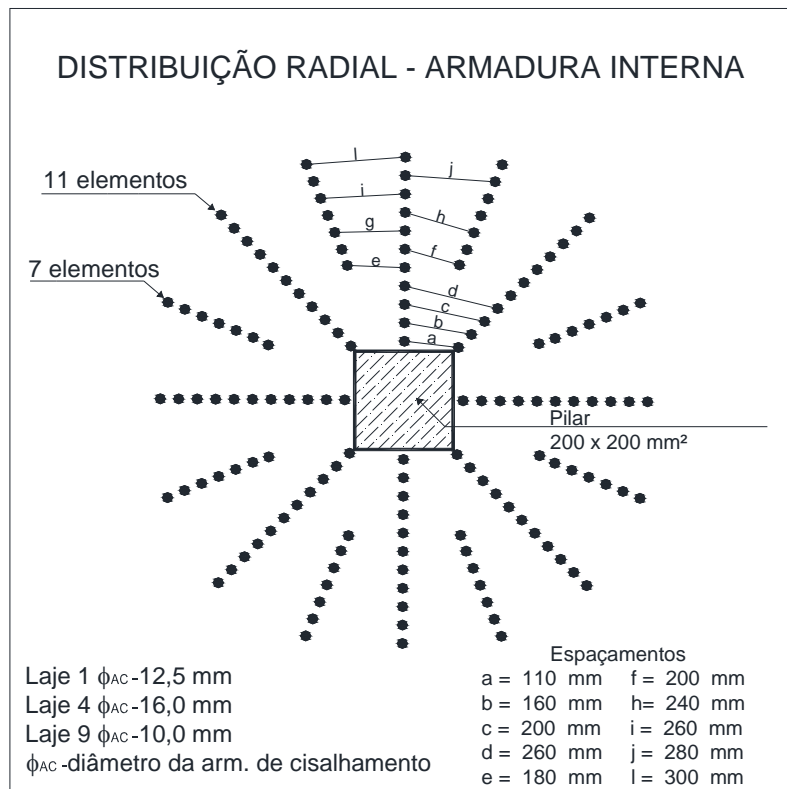 DISTRIBUIÇÃO RADIAL - ARMADURA INTERNA
11 elementos
7 elementos
l
j
i
h
g
f
e
d
c
b
a
Pilar
200 x 200 mm²
Laje 1 ϕAC-12,5 mm
Laje 4 ϕAC-16,0 mm
Laje 9 ϕAC-10,0 mm
ϕAC-diâmetro da arm. de cisalhamento
Espaçamentos
a = 110 mm f = 200 mm
b = 160 mm h= 240 mm
c = 200 mm i = 260 mm
d = 260 mm j = 280 mm
e = 180 mm l = 300 mm